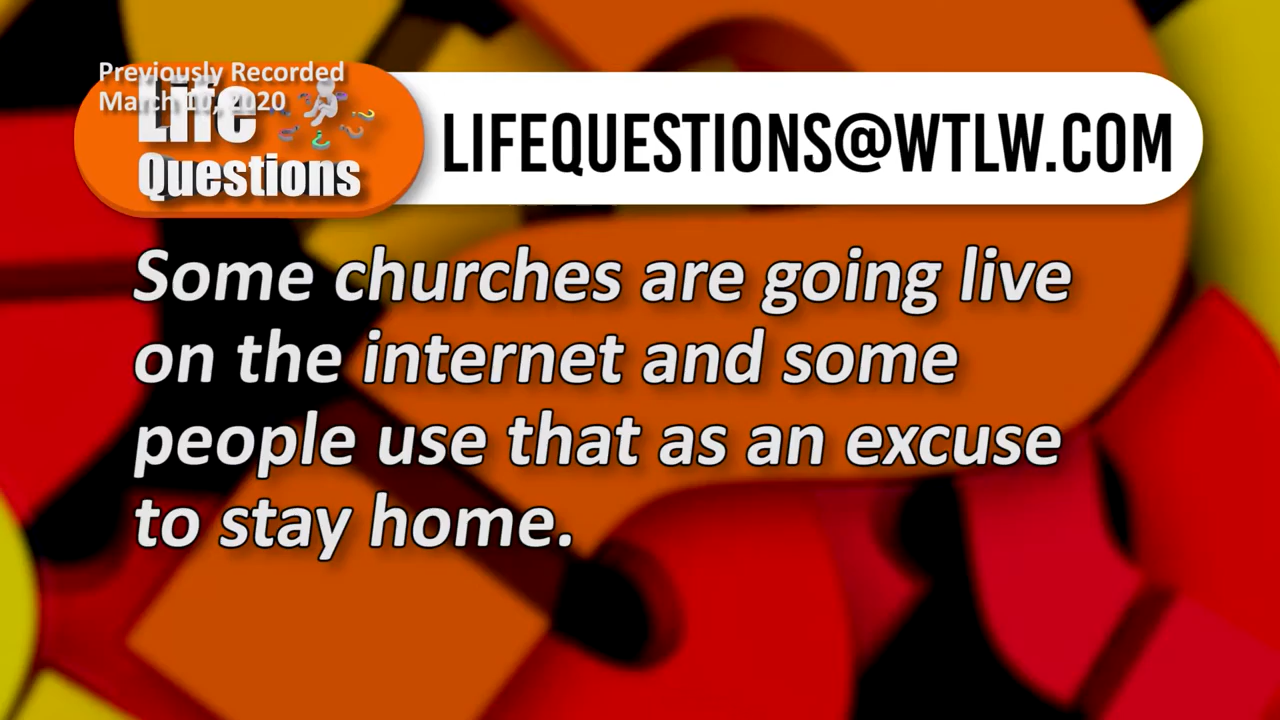 Previously Recorded
March 10, 2020
Life
Questions
LIFEQUESTIONS@WTLW.COM
Some churches are going live
on the internet and some
people use that as an excuse
to stay home.